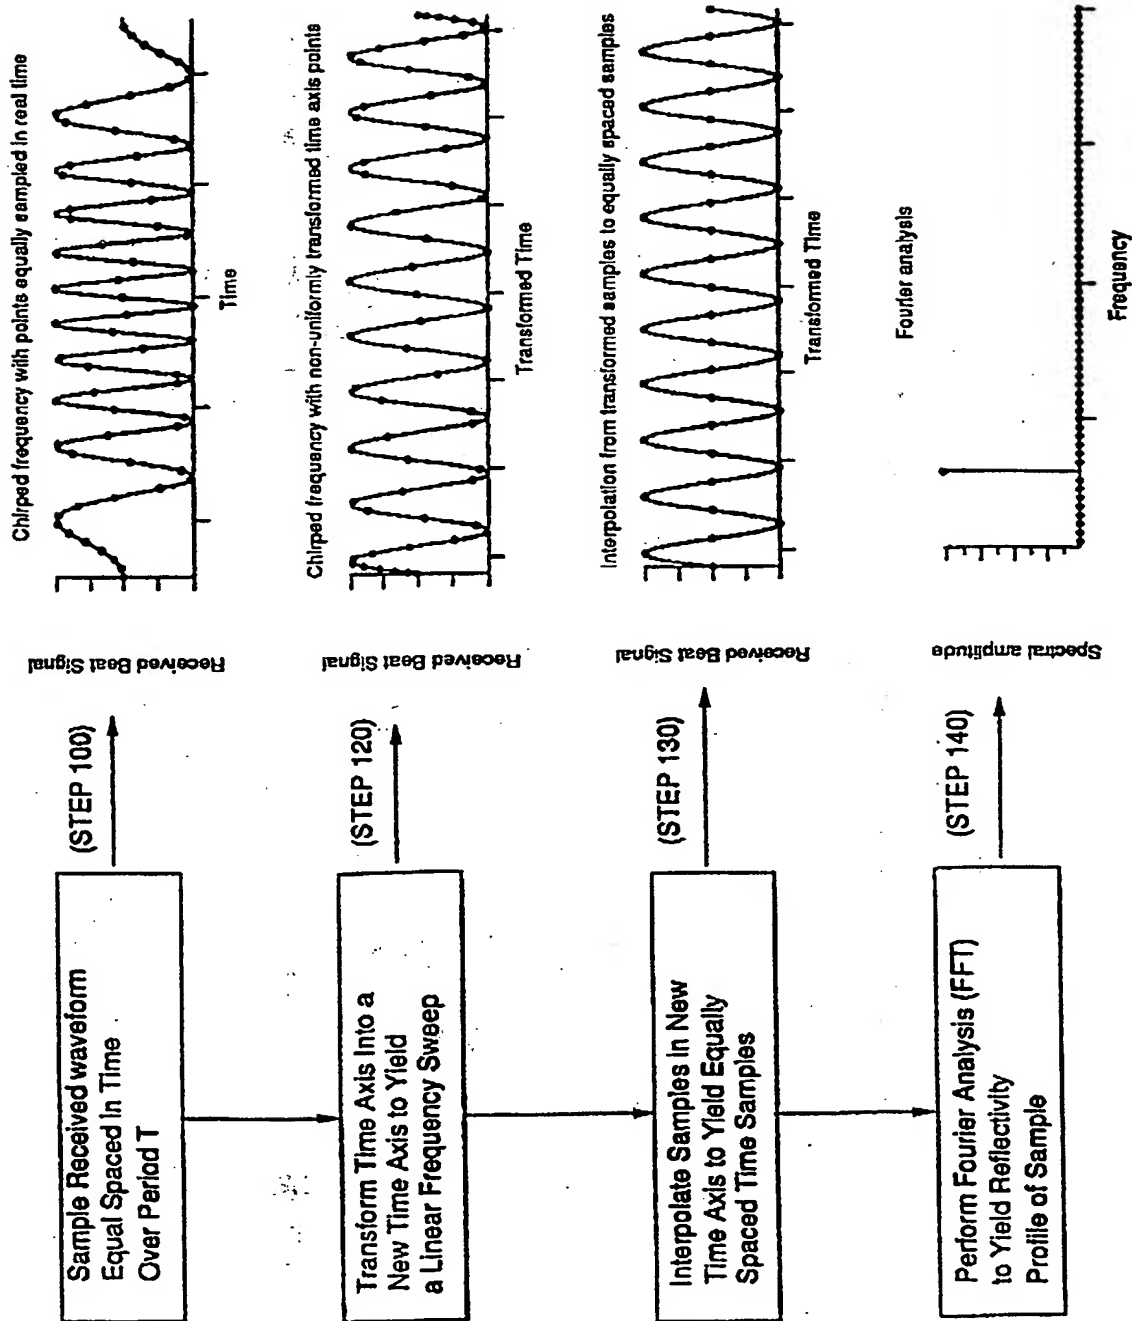 Sample Received waveform
Equal Spaced In Time
Over Period T
(STEP 100)
Chirped frequency with points equally sampled in real time
Received Beat Signal
Time
Transform Time Axis Into a
New Time Axis to Yield
a Linear Frequency Sweep
(STEP 120)
Chirped frequency with non-uniformly transformed time axis points
Received Beat Signal
Transformed Time
Interpolate Samples In New
Time Axis to Yield Equally
Spaced Time Samples
(STEP 130)
Interpolation from transformed samples to equally spaced samples
Received Beat Signal
Transformed Time
Perform Fourier Analysis (FFT)
to Yield Reflectivity
Profile of Sample
(STEP 140)
Fourier analysis
Spectral amplitude
Frequency